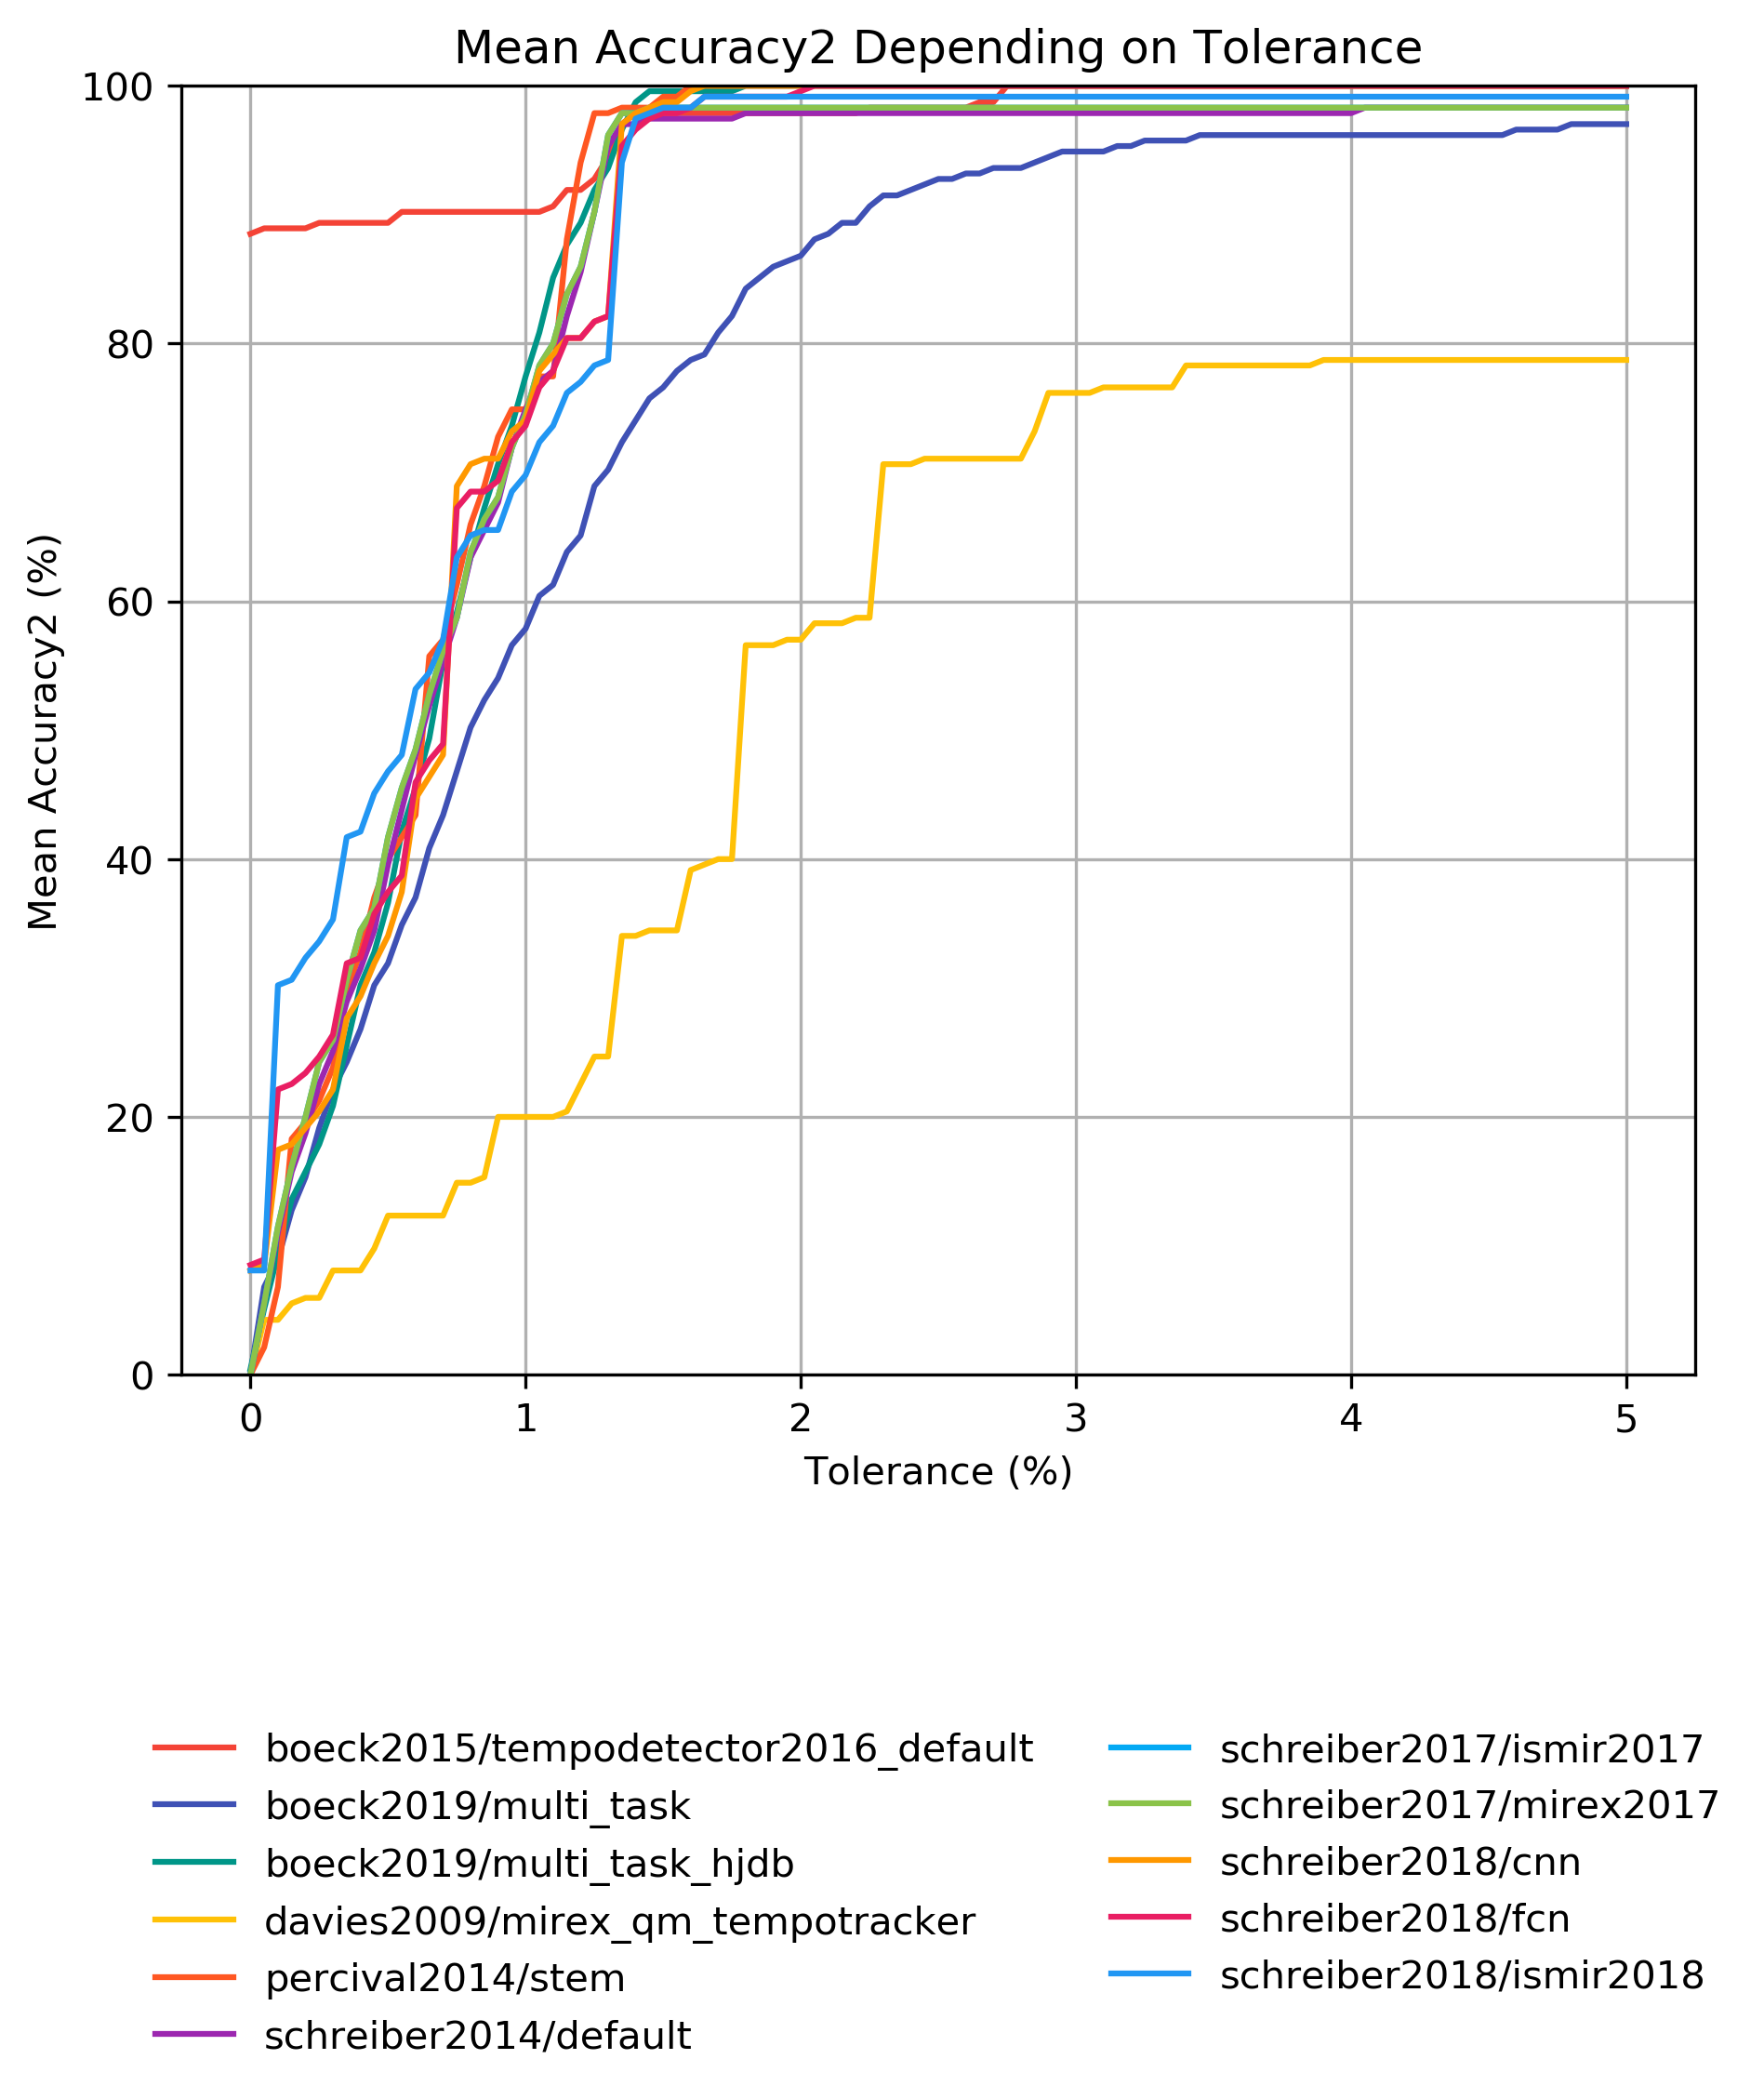 Mean Accuracy2 Depending on Tolerance
100
80
60
40
20
0
Mean Accuracy2 (%)
0 1 2 3 4 5
Tolerance (%)
boeck2015/tempodetector2016_default
boeck2019/multi_task
boeck2019/multi_task_hjdb
davies2009/mirex_qm_tempotracker
percival2014/stem
schreiber2014/default
schreiber2017/ismir2017
schreiber2017/mirex2017
schreiber2018/cnn
schreiber2018/fcn
schreiber2018/ismir2018